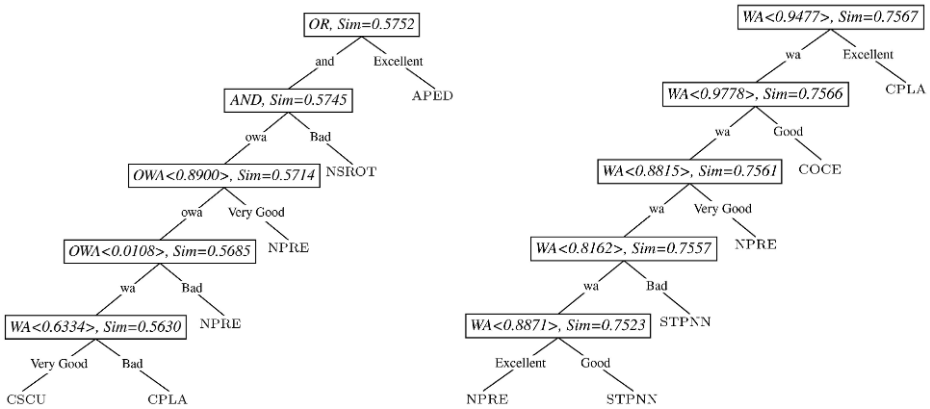 OR, Sim=0.5752
and
Excellent
APED
AND, Sim=0.5745
owa
Bad
NSROT
OWA<0.8900>, Sim=0.5714
owa
Very Good
NPRE
OWA<0.0108>, Sim=0.5685
wa
Bad
NPRE
WA<0.6334>, Sim=0.5630
Very Good
Bad
CSCU
CPLA
WA<0.9477>, Sim=0.7567
wa
Excellent
CPLA
WA<0.9778>, Sim=0.7566
wa
Good
COCE
WA<0.8815>, Sim=0.7561
wa
Very Good
NPRE
WA<0.8162>, Sim=0.7557
wa
Bad
STPNN
WA<0.8871>, Sim=0.7523
Excellent
Good
NPRE
STPNN